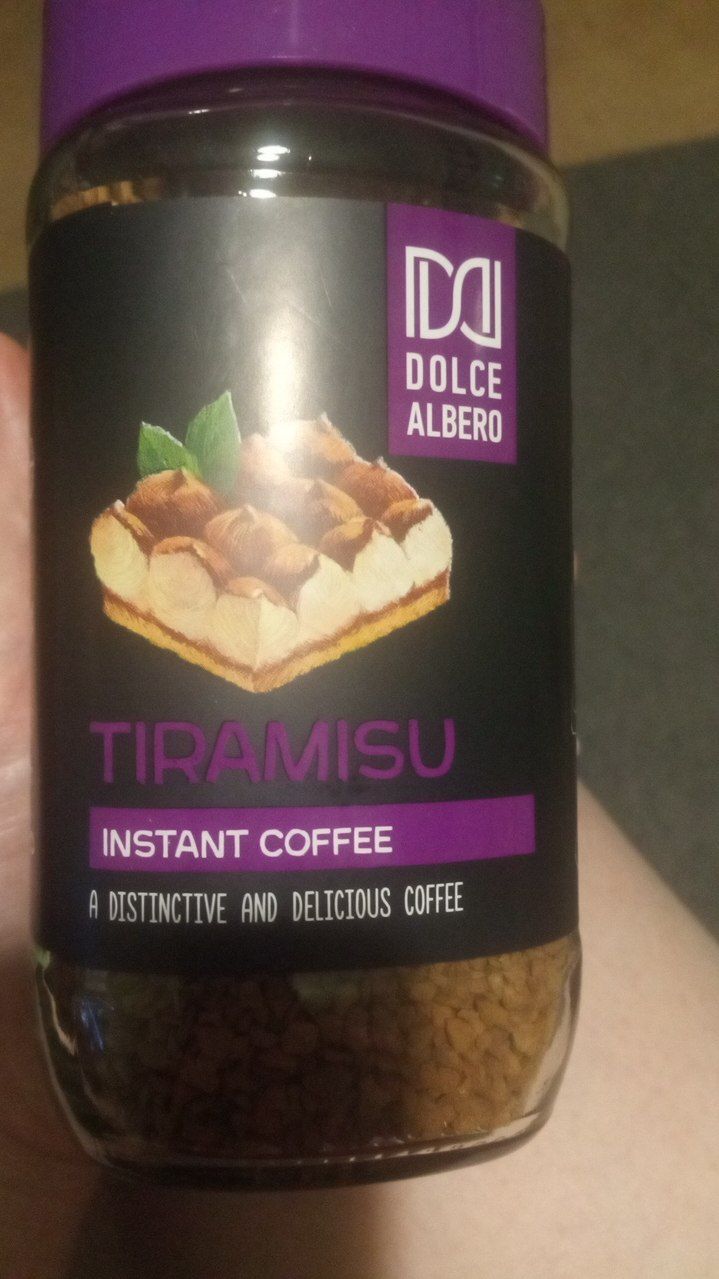 DOLCE
ALBERO
TIRAMISU
INSTANT COFFEE
A DISTINCTIVE AND DELICIOUS COFFEE